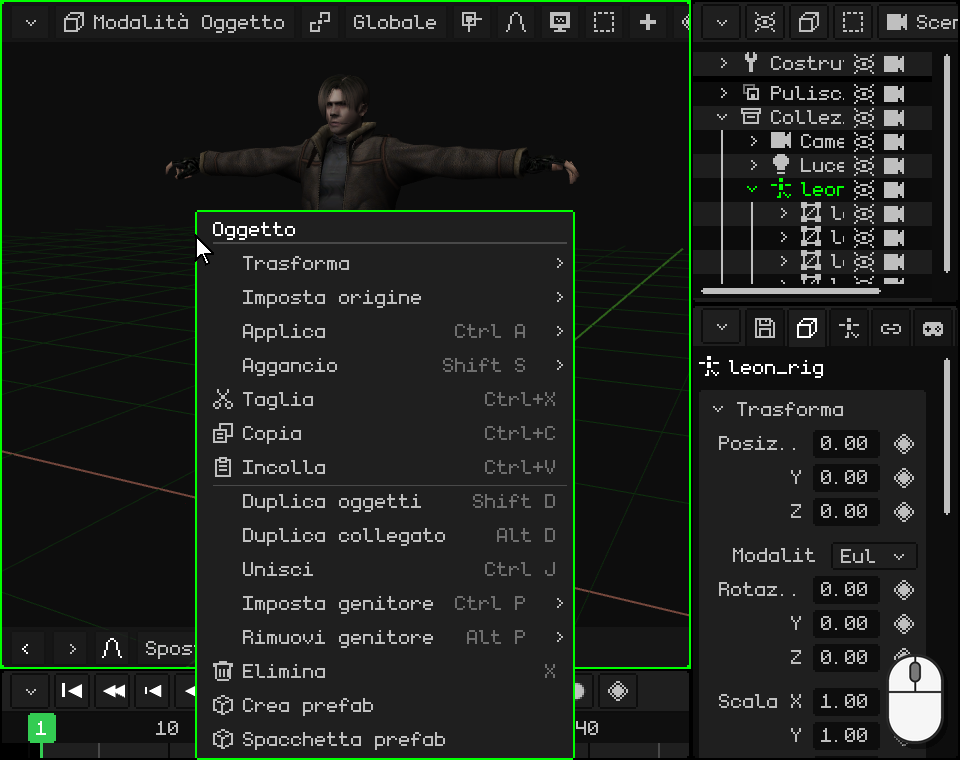 Modalità Oggetto
Globale
Oggetto
Trasforma
Imposta origine
Applica Ctrl A
Aggancio Shift S
Taglia Ctrl+X
Copia Ctrl+C
Incolla Ctrl+V
Duplica oggetti Shift D
Duplica collegato Alt D
Unisci Ctrl J
Imposta genitore Ctrl P
Rimuovi genitore Alt P
Elimina X
Crea prefab
Spacchetta prefab
Spos
1
10
40
Scer
Costru
Pulisc
Collez
Came
Luce
leor
leon_rig
Trasforma
Posiz.. 0.00
Y 0.00
Z 0.00
Modalit Eul
Rotaz.. 0.00
Y 0.00
Z 0.00
Scala X 1.00
Y 1.00